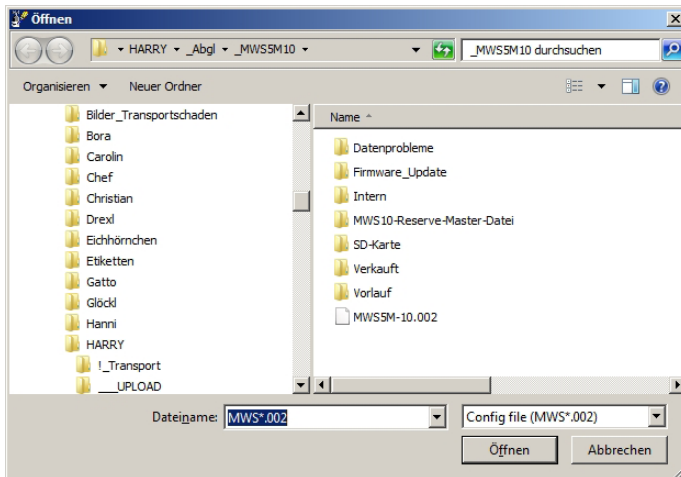 Öffnen
HARRY _Abgl _MWS5M10 _MWS5M10 durchsuchen
Organisieren Neuer Ordner
Bilder_Transportschaden
Bora
Carolin
Chef
Christian
Drexl
Eichhörnchen
Etiketten
Gatto
Glöckl
Hanni
HARRY
!_Transport
___UPLOAD
Name
Datenprobleme
Firmware_Update
Intern
MWS10-Reserve-Master-Datei
SD-Karte
Verkauft
Vorlauf
MWS5M-10.002
Dateiname: MWS*.002 Config file (MWS*.002)
Öffnen Abbrechen